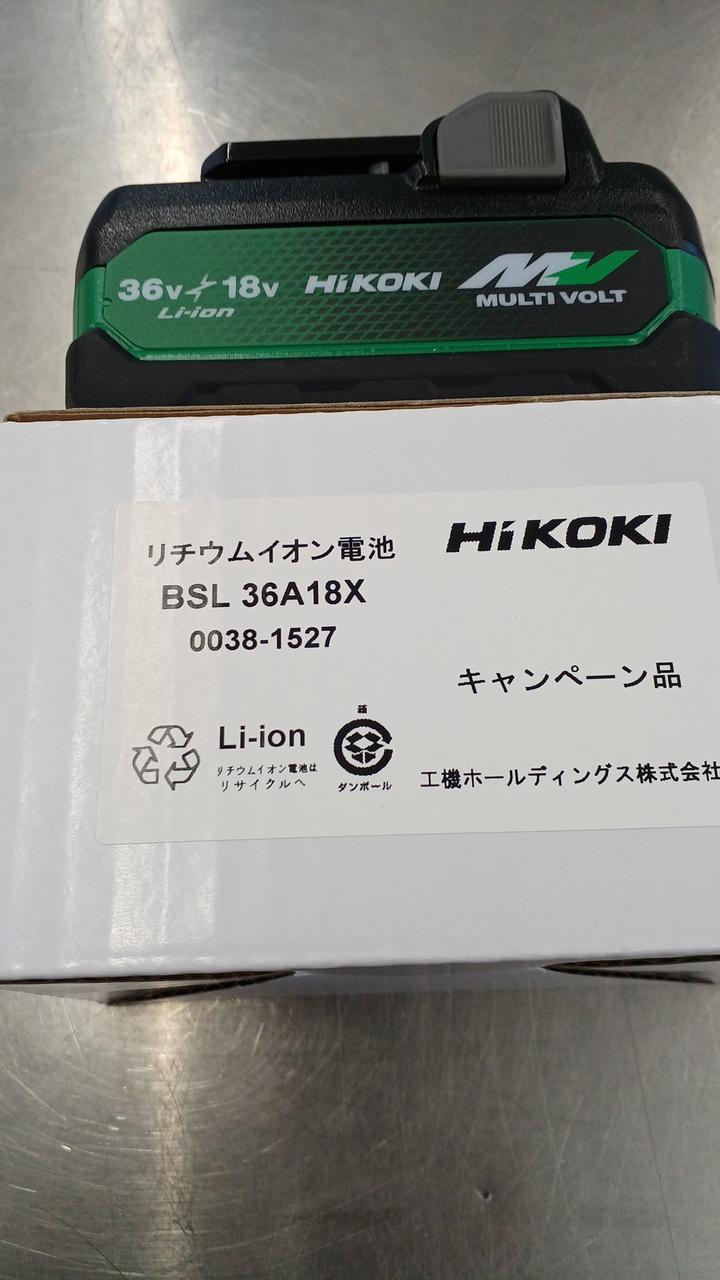 36V⚡18V HiKOKI MV
Li-ion MULTI VOLT
リチウムイオン電池 HiKOKI
BSL 36A18X
0038-1527
キャンペーン品
Li-ion
リチウムイオン電池は
リサイクルへ
箱
ダンボール
工機ホールディングス株式会社